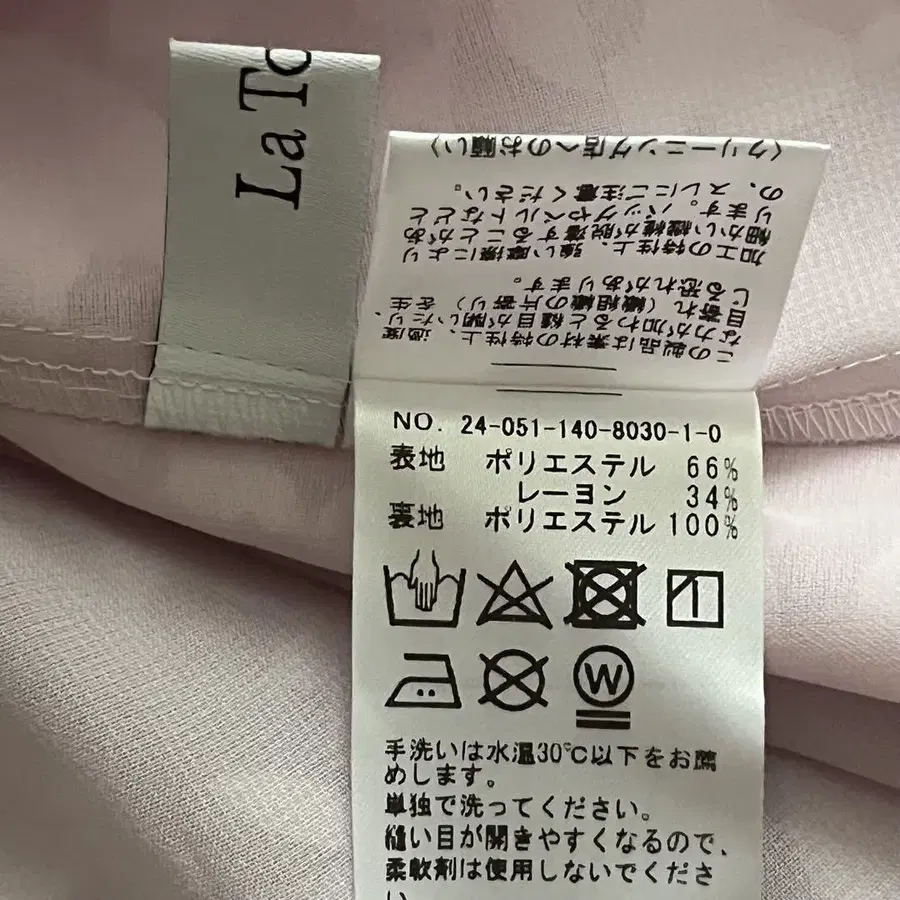 La To
この製品は素材の特性上、過度
な力が加わると縫目が開いたり、
目寄れ（織組織の片寄り）を生
じる恐れがあります。
加工の特性上、強い摩擦により
細かい繊維が脱落することがあ
ります。バッグやベルトなどと
の、スレにご注意ください。
〈クリーニング店へのお願い〉
NO. 24-051-140-8030-1-0
表地 ポリエステル 66%
レーヨン 34%
裏地 ポリエステル 100%
W
手洗いは水温30℃以下をお薦
めします。
単独で洗ってください。
縫い目が開きやすくなるので、
柔軟剤は使用しないでくださ